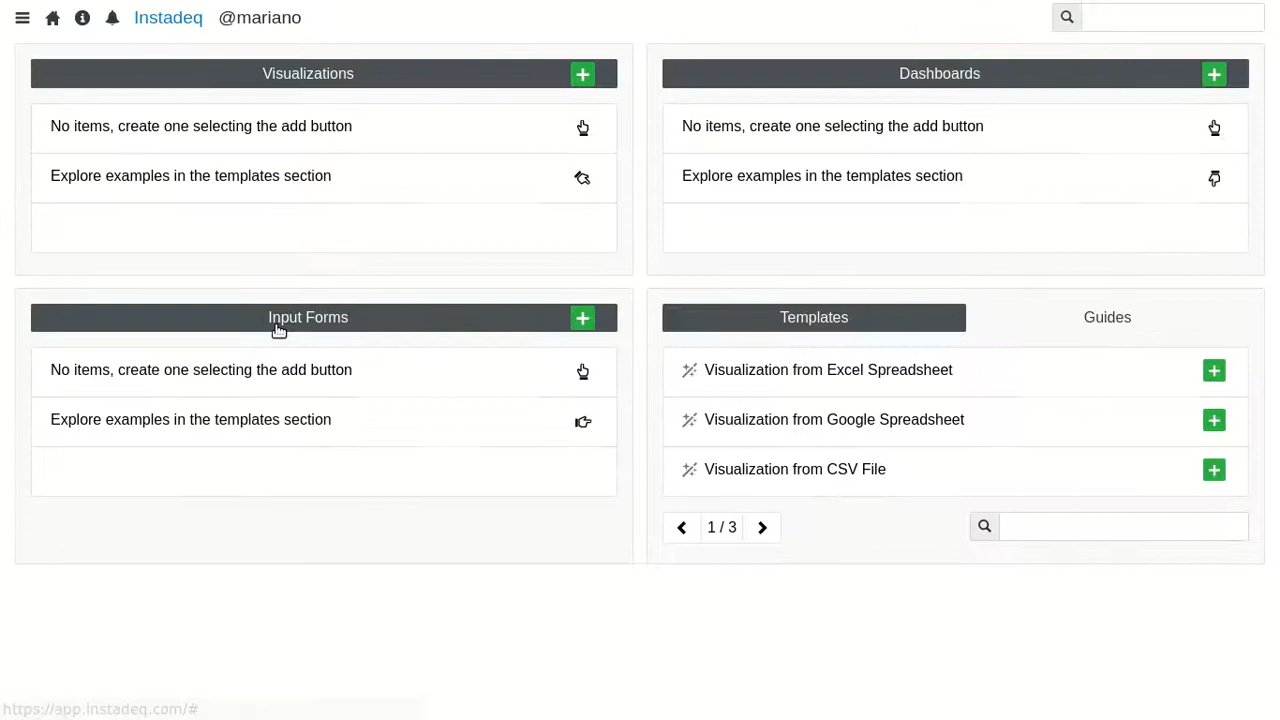 Instadeq @mariano
Visualizations
No items, create one selecting the add button
Explore examples in the templates section
Dashboards
No items, create one selecting the add button
Explore examples in the templates section
Input Forms
No items, create one selecting the add button
Explore examples in the templates section
Templates Guides
Visualization from Excel Spreadsheet
Visualization from Google Spreadsheet
Visualization from CSV File
1 / 3
https://app.instadeq.com/#